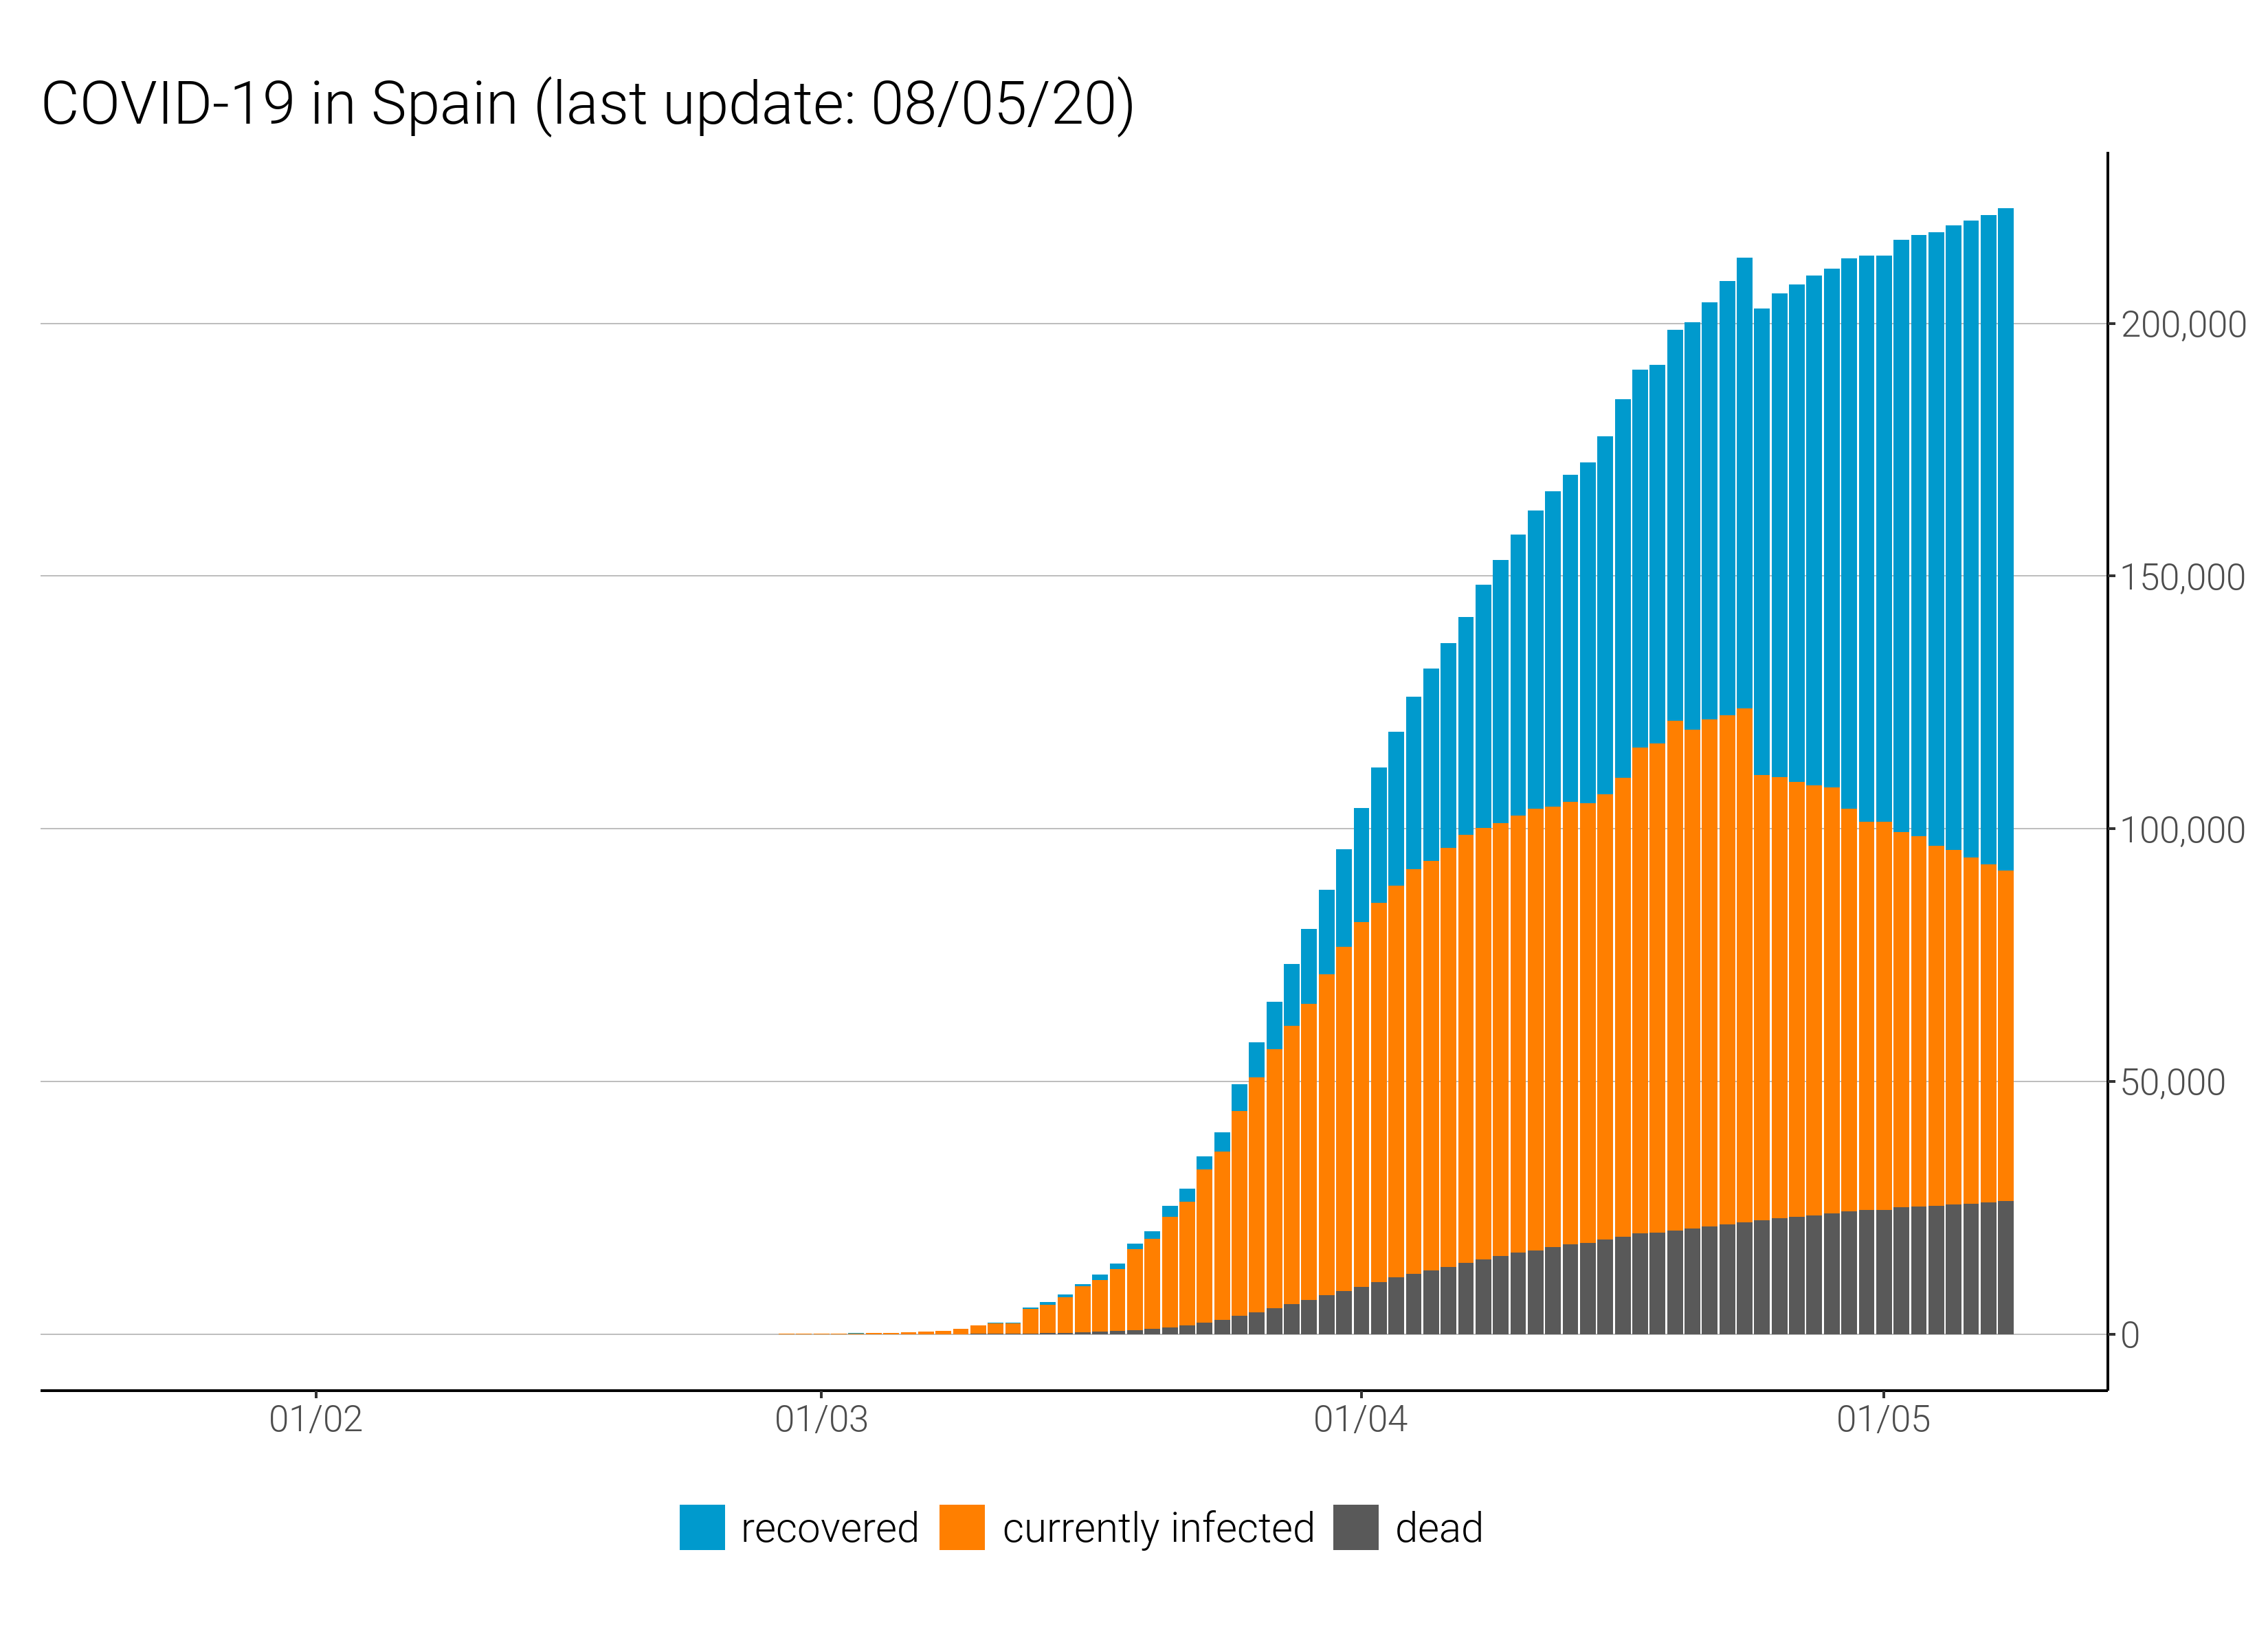 COVID-19 in Spain (last update: 08/05/20)
200,000
150,000
100,000
50,000
0
01/02 01/03 01/04 01/05
recovered currently infected dead